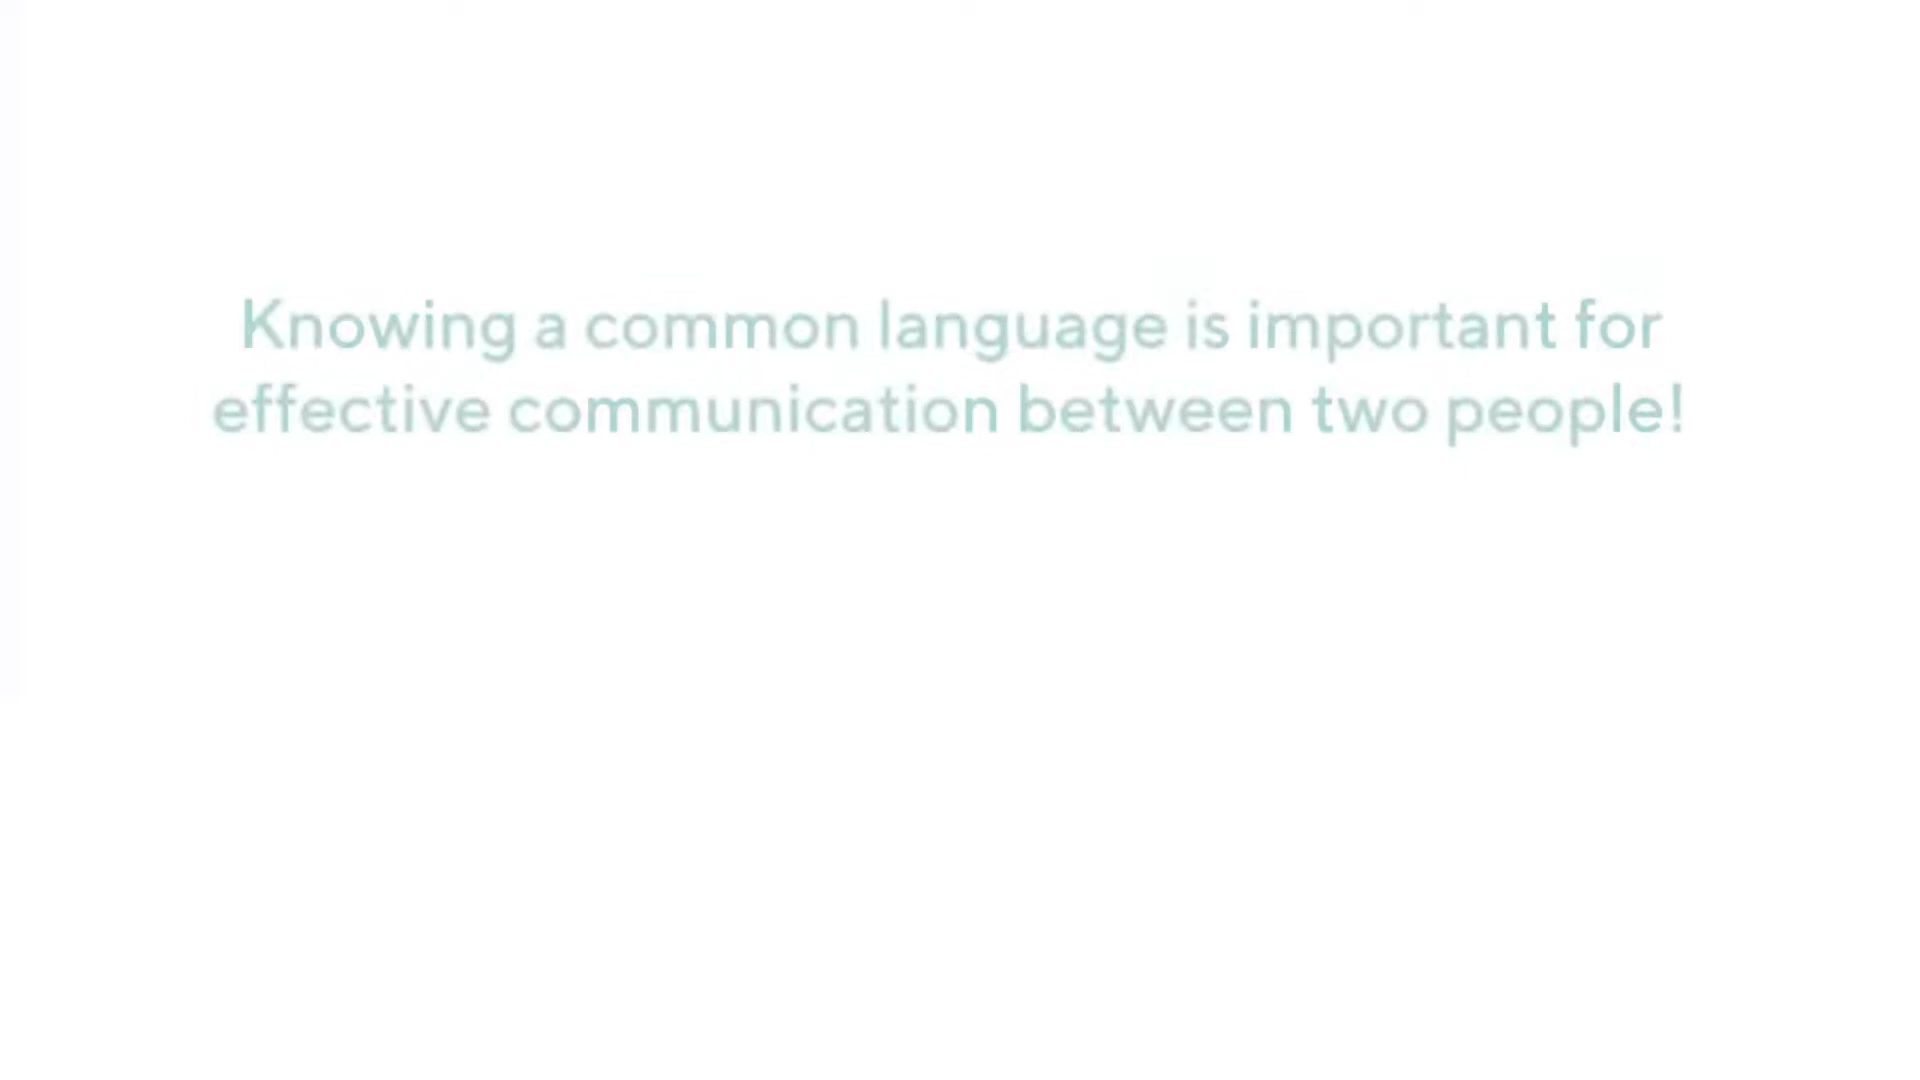 Knowing a common language is important for
effective communication between two people!